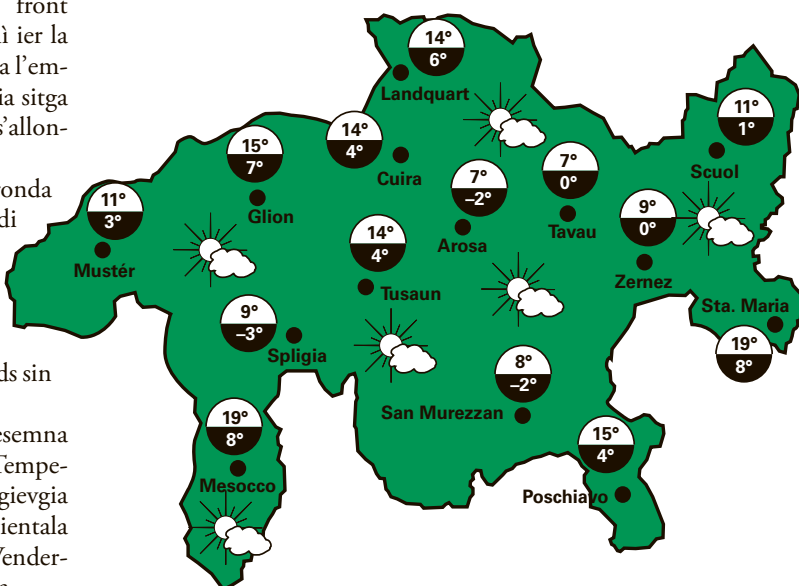 front
ì ier la
a l'em-
ia sitga
s'allon-
ronda
di
ds sin
esemna
Tempe-
gievgia
ientala
Vender-
14°
6°
Landquart
14°
4°
Cuira
15°
7°
Glion
11°
3°
Mustér
7°
–2°
Arosa
7°
0°
Tavau
11°
1°
Scuol
9°
0°
Zernez
14°
4°
Tusaun
9°
–3°
Spligia
Sta. Maria
19°
8°
8°
–2°
San Murezzan
19°
8°
Mesocco
15°
4°
Poschiavo